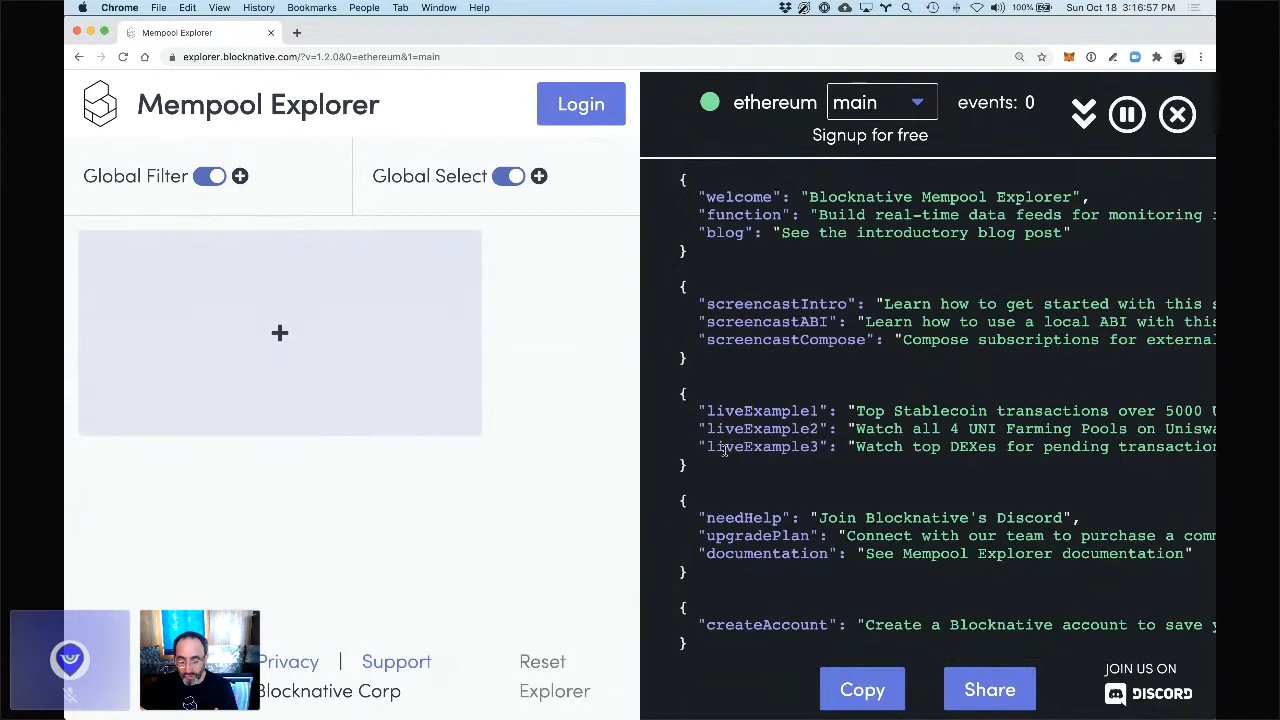 Chrome File Edit View History Bookmarks People Tab Window Help 100% Sun Oct 18 3:16:57 PM
Mempool Explorer
explorer.blocknative.com/?v=1.2.0&0=ethereum&1=main
Mempool Explorer
Login
Global Filter
Global Select
Privacy | Support
Blocknative Corp
Reset
Explorer
ethereum main events: 0
Signup for free
{
"welcome": "Blocknative Mempool Explorer",
"function": "Build real-time data feeds for monitoring
"blog": "See the introductory blog post"
}
{
"screencastIntro": "Learn how to get started with this
"screencastABI": "Learn how to use a local ABI with this
"screencastCompose": "Compose subscriptions for external
}
{
"liveExample1": "Top Stablecoin transactions over 5000
"liveExample2": "Watch all 4 UNI Farming Pools on Uniswa
"liveExample3": "Watch top DEXes for pending transaction
}
{
"needHelp": "Join Blocknative's Discord",
"upgradePlan": "Connect with our team to purchase a com
"documentation": "See Mempool Explorer documentation"
}
{
"createAccount": "Create a Blocknative account to save
}
Copy
Share
JOIN US ON
DISCORD